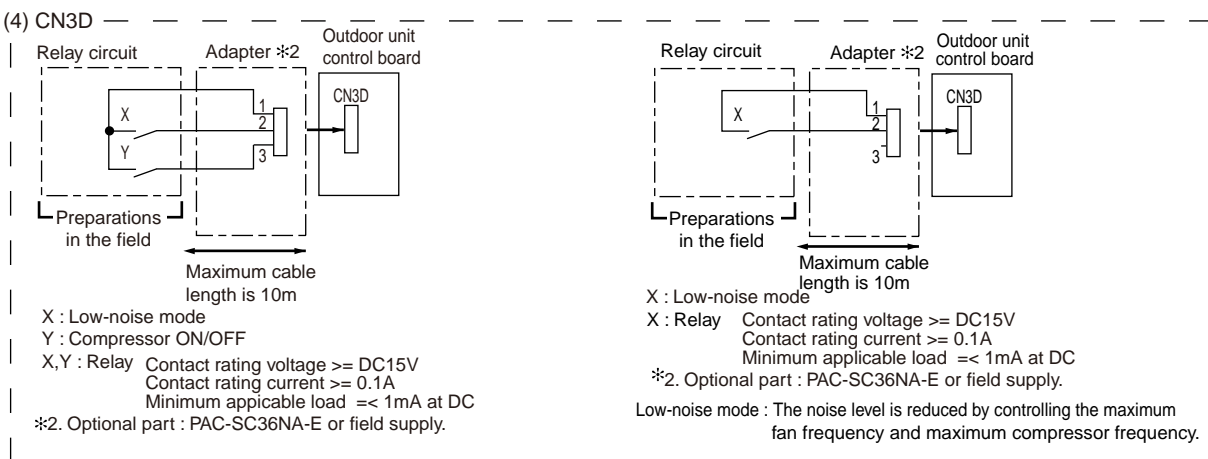 (4) CN3D
Relay circuit
Adapter ✻2
Outdoor unit
control board
CN3D
X
Y
1
2
3
Preparations
in the field
Maximum cable
length is 10m
X : Low-noise mode
Y : Compressor ON/OFF
X,Y : Relay Contact rating voltage >= DC15V
Contact rating current >= 0.1A
Minimum appicable load =< 1mA at DC
✻2. Optional part : PAC-SC36NA-E or field supply.
Relay circuit
Adapter ✻2
Outdoor unit
control board
CN3D
X
1
2
3
Preparations
in the field
Maximum cable
length is 10m
X : Low-noise mode
X : Relay Contact rating voltage >= DC15V
Contact rating current >= 0.1A
Minimum applicable load =< 1mA at DC
✻2. Optional part : PAC-SC36NA-E or field supply.
Low-noise mode : The noise level is reduced by controlling the maximum
fan frequency and maximum compressor frequency.